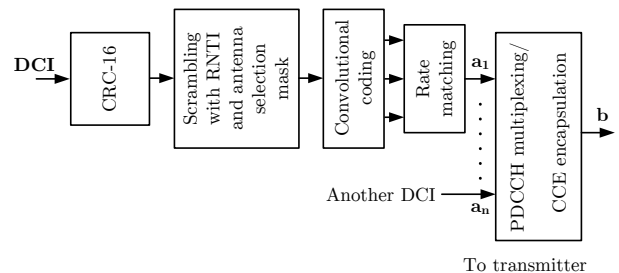 DCI
CRC-16
Scrambling
with RNTI
and antenna
selection
mask
Convolutional
coding
Rate
matching
a1
Another DCI
an
PDCCH multiplexing/
CCE encapsulation
b
To transmitter